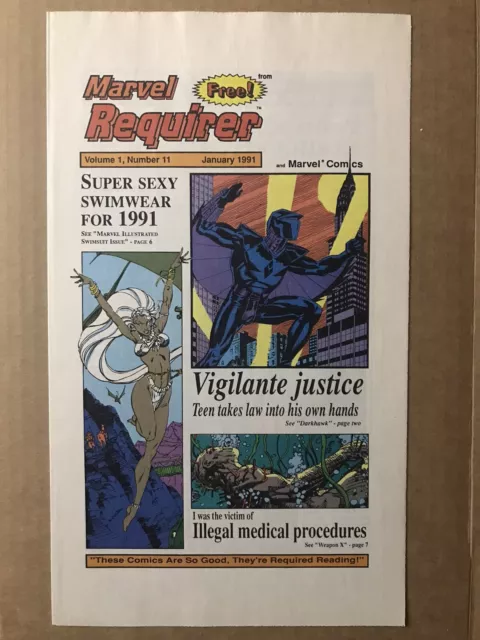 Marvel
Free!
from
Requirer™
Volume 1, Number 11 January 1991
and Marvel® Comics
SUPER SEXY
SWIMWEAR
FOR 1991
SEE "MARVEL ILLUSTRATED
SWIMSUIT ISSUE" - PAGE 6
Vigilante justice
Teen takes law into his own hands
See "Darkhawk" - page two
I was the victim of
Illegal medical procedures
See "Weapon X" - page 7
"These Comics Are So Good, They're Required Reading!"